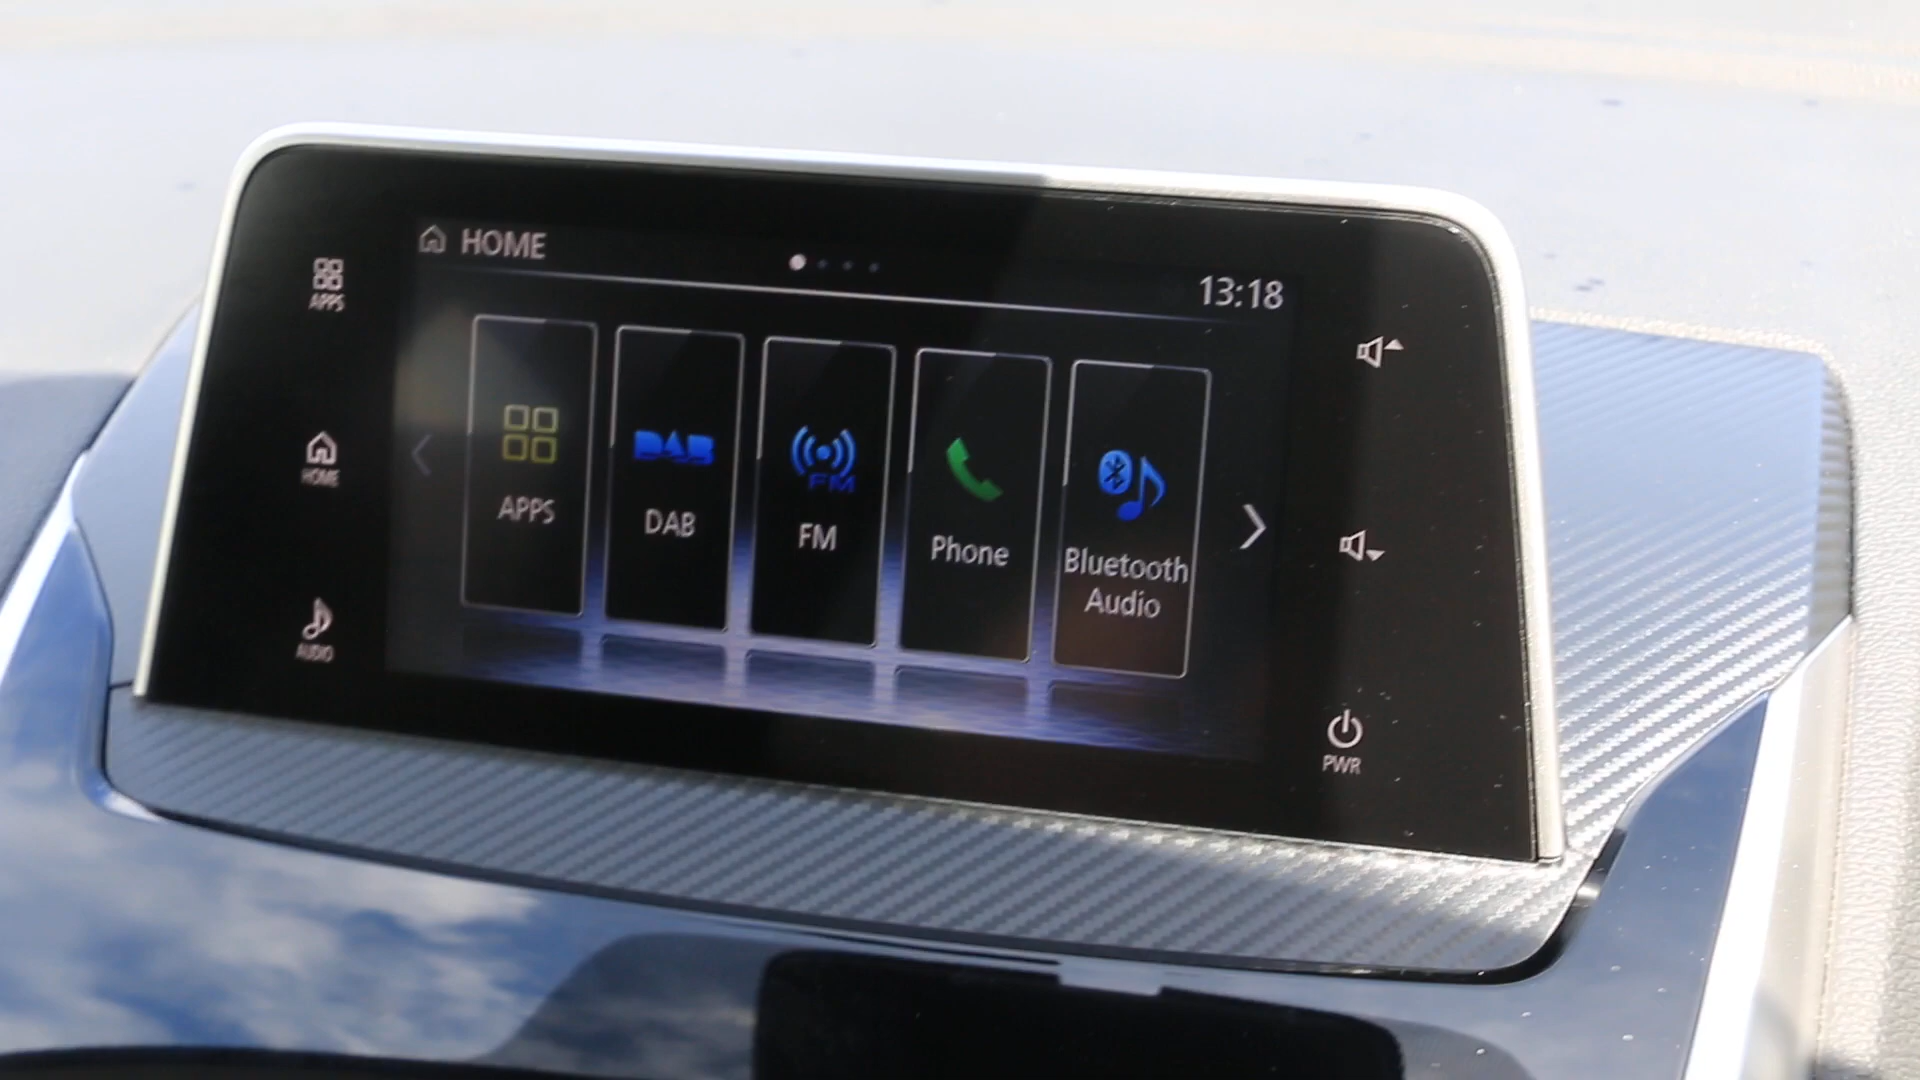 HOME
13:18
APPS
HOME
AUDIO
APPS
DAB
DAB
FM
FM
Phone
Bluetooth
Audio
PWR